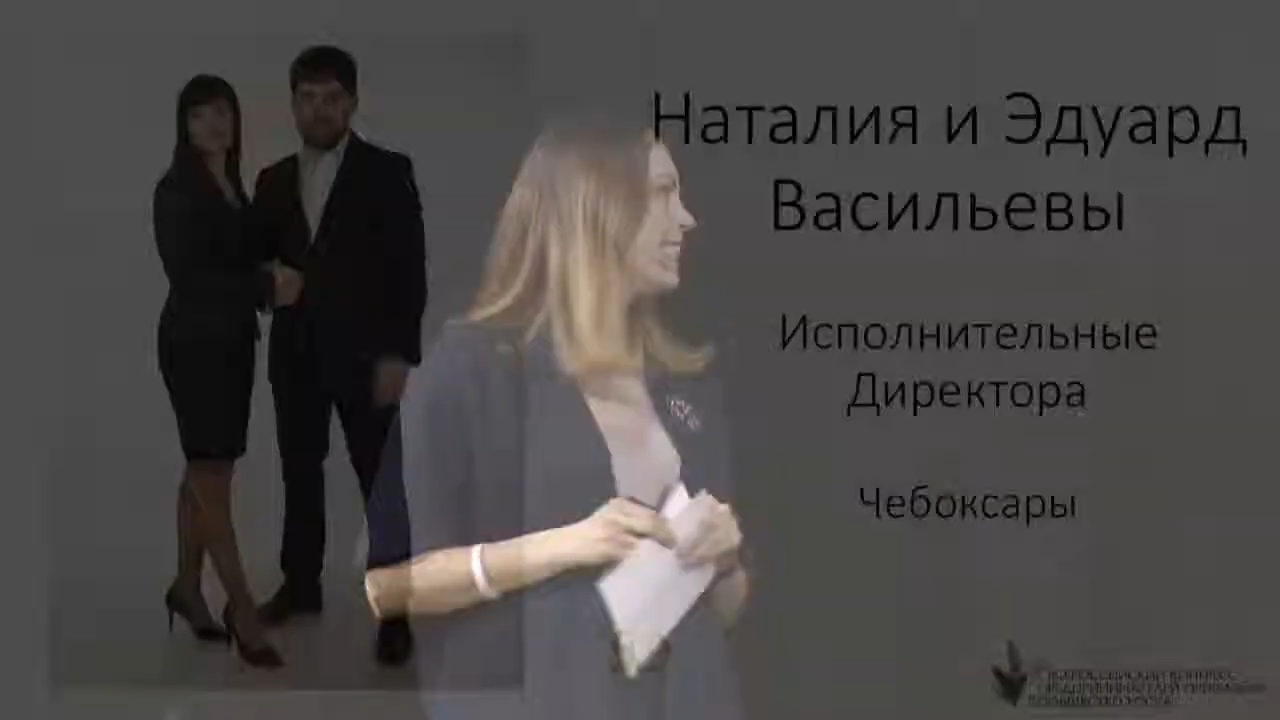 Наталия и Эдуард
Васильевы
Исполнительные
Директора
Чебоксары